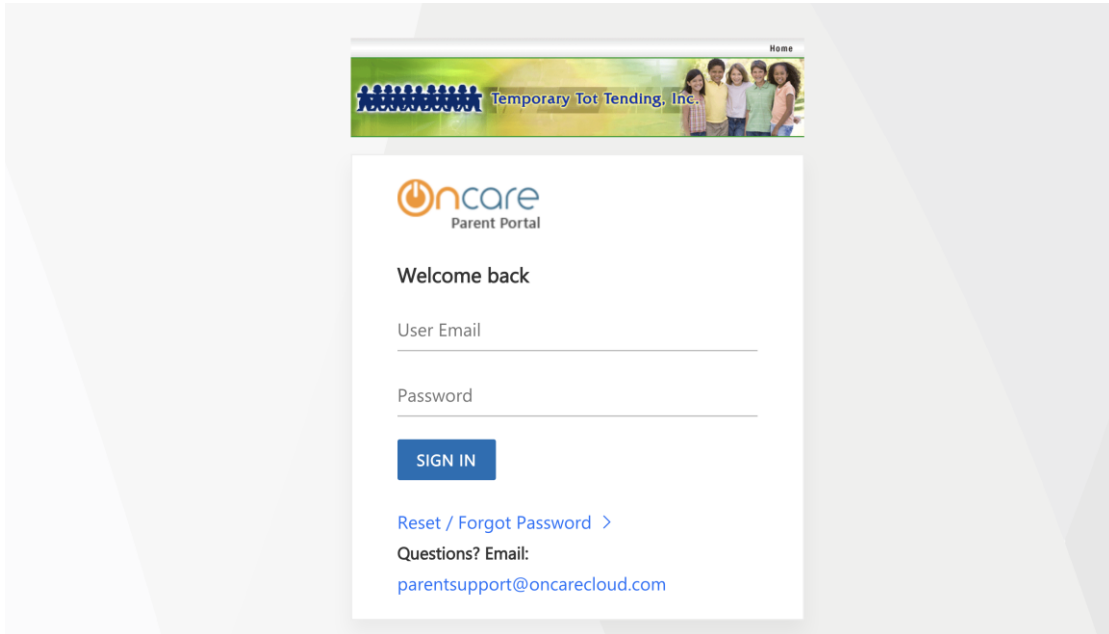 Home
Temporary Tot Tending, Inc.
Oncare
Parent Portal
Welcome back
User Email
Password
SIGN IN
Reset / Forgot Password >
Questions? Email:
parentsupport@oncarecloud.com